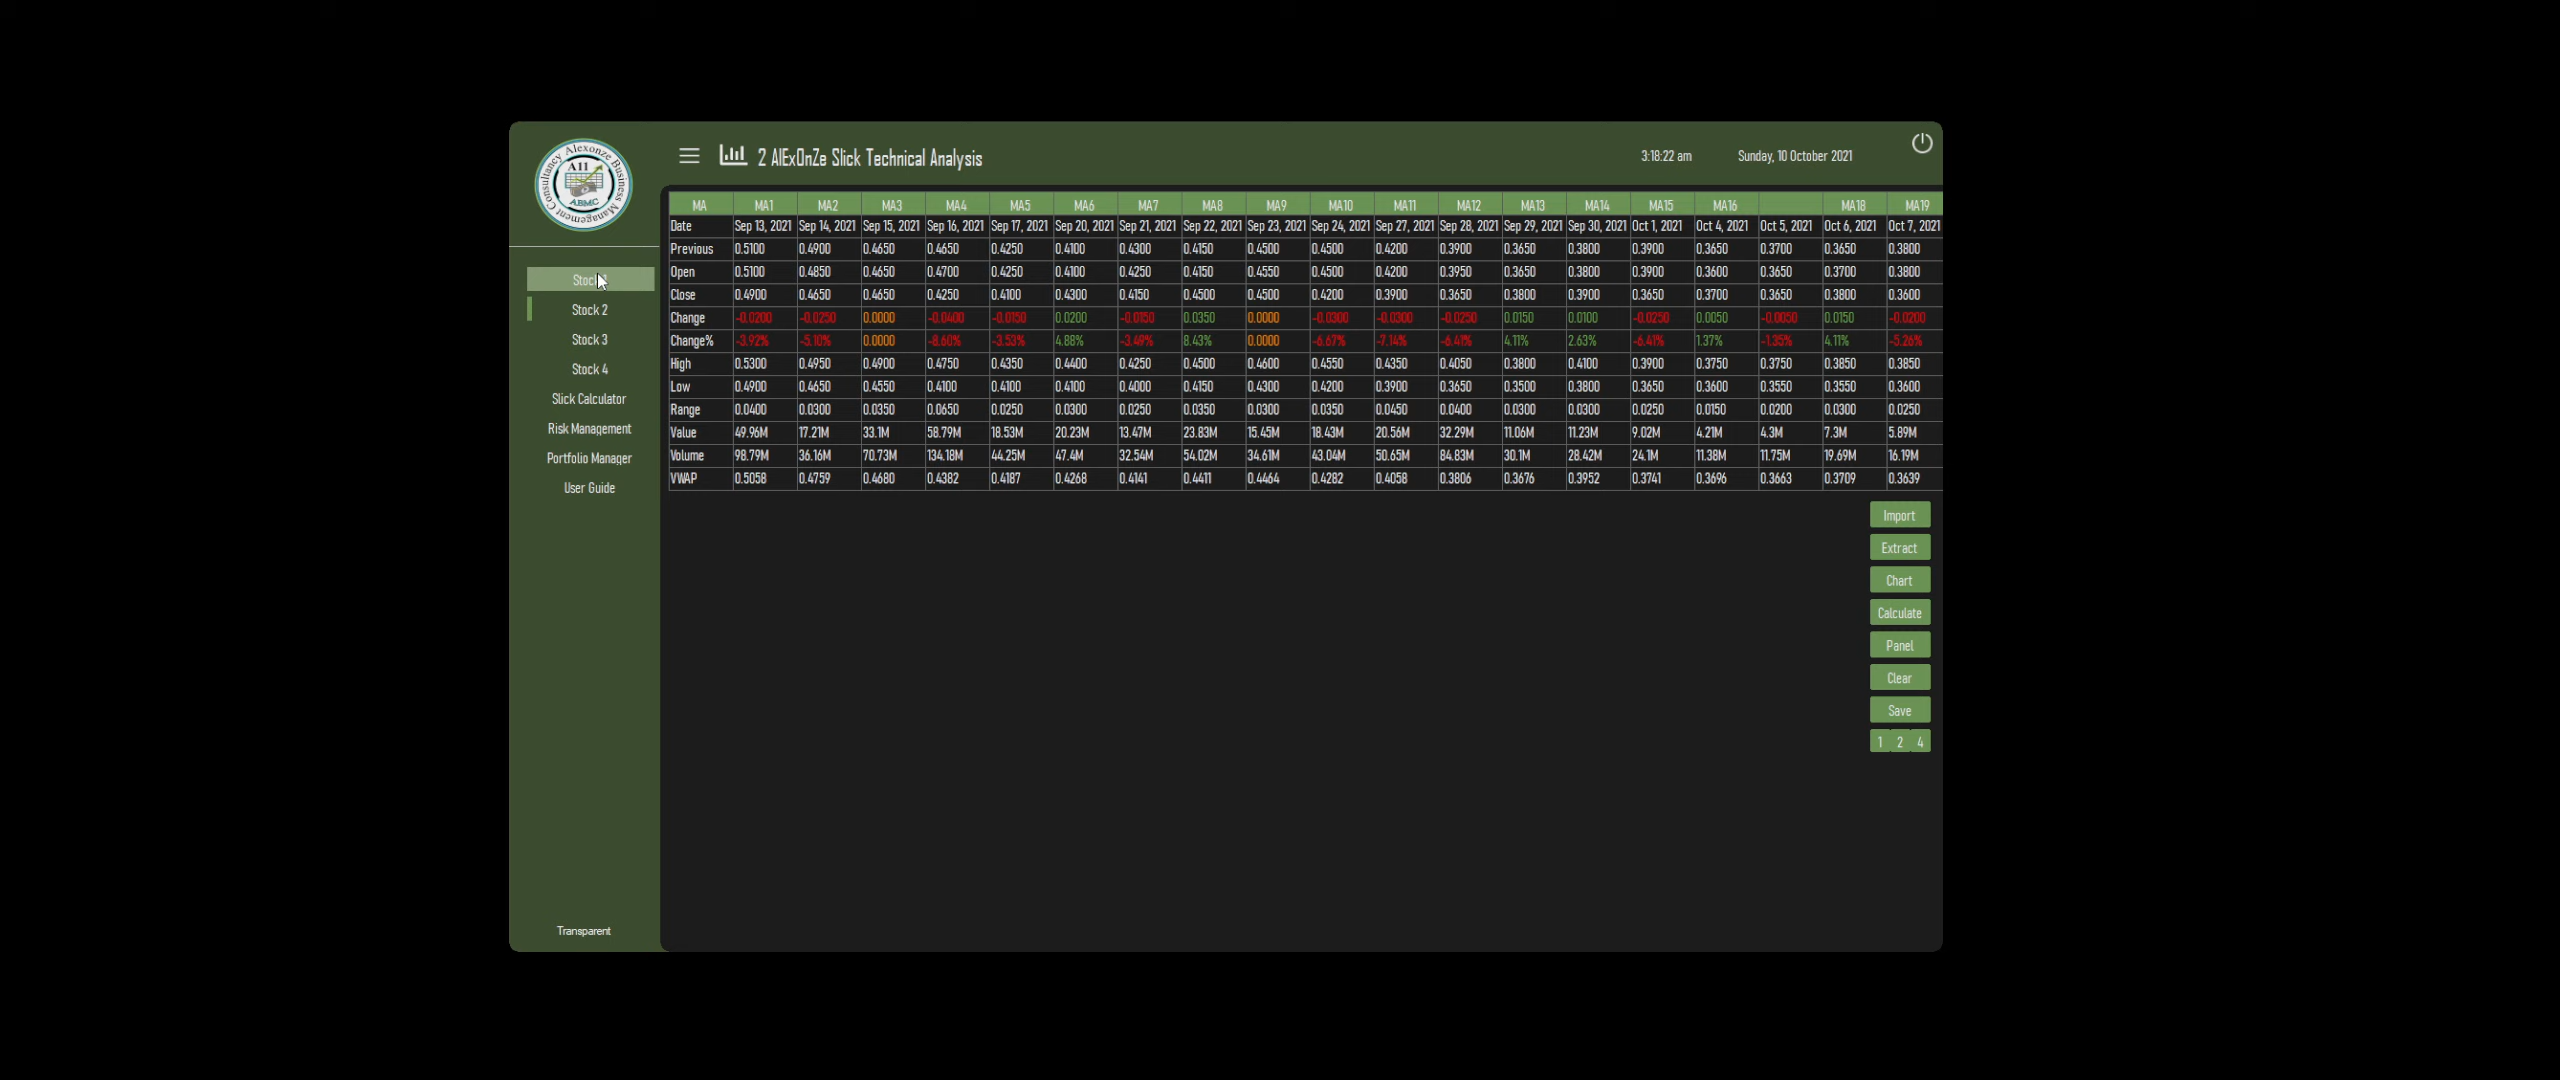 Alexonze Business Management Consultancy
A11
ABMC
2 AlExOnZe Slick Technical Analysis
3:18:22 am
Sunday, 10 October 2021
Stock 2
Stock 3
Stock 4
Slick Calculator
Risk Management
Portfolio Manager
User Guide
Transparent
MA MA1 MA2 MA3 MA4 MA5 MA6 MA7 MA8 MA9 MA10 MA11 MA12 MA13 MA14 MA15 MA16 MA18 MA19
Date Sep 13, 2021 Sep 14, 2021 Sep 15, 2021 Sep 16, 2021 Sep 17, 2021 Sep 20, 2021 Sep 21, 2021 Sep 22, 2021 Sep 23, 2021 Sep 24, 2021 Sep 27, 2021 Sep 28, 2021 Sep 29, 2021 Sep 30, 2021 Oct 1, 2021 Oct 4, 2021 Oct 5, 2021 Oct 6, 2021 Oct 7, 2021
Previous 0.5100 0.4900 0.4650 0.4650 0.4250 0.4100 0.4300 0.4150 0.4500 0.4500 0.4200 0.3900 0.3650 0.3800 0.3900 0.3650 0.3700 0.3650 0.3800
Open 0.5100 0.4850 0.4650 0.4700 0.4250 0.4100 0.4250 0.4150 0.4550 0.4500 0.4200 0.3950 0.3650 0.3800 0.3900 0.3600 0.3650 0.3700 0.3800
Close 0.4900 0.4650 0.4650 0.4250 0.4100 0.4300 0.4150 0.4500 0.4500 0.4200 0.3900 0.3650 0.3800 0.3900 0.3650 0.3700 0.3650 0.3800 0.3600
Change -0.0200 -0.0250 0.0000 -0.0400 -0.0150 0.0200 -0.0150 0.0350 0.0000 -0.0300 -0.0300 -0.0250 0.0150 0.0100 -0.0250 0.0050 -0.0050 0.0150 -0.0200
Change% -3.92% -5.10% 0.0000 -8.60% -3.53% 4.88% -3.49% 8.43% 0.0000 -6.67% -7.14% -6.41% 4.11% 2.63% -6.41% 1.37% -1.35% 4.11% -5.26%
High 0.5300 0.4950 0.4900 0.4750 0.4350 0.4400 0.4250 0.4500 0.4600 0.4550 0.4350 0.4050 0.3800 0.4100 0.3900 0.3750 0.3750 0.3850 0.3850
Low 0.4900 0.4650 0.4550 0.4100 0.4100 0.4100 0.4000 0.4150 0.4300 0.4200 0.3900 0.3650 0.3500 0.3800 0.3650 0.3600 0.3550 0.3550 0.3600
Range 0.0400 0.0300 0.0350 0.0650 0.0250 0.0300 0.0250 0.0350 0.0300 0.0350 0.0450 0.0400 0.0300 0.0300 0.0250 0.0150 0.0200 0.0300 0.0250
Value 49.96M 17.21M 33.1M 58.79M 18.53M 20.23M 13.47M 23.83M 15.45M 18.43M 20.56M 32.29M 11.06M 11.23M 9.02M 4.21M 4.3M 7.3M 5.89M
Volume 98.79M 36.16M 70.73M 134.18M 44.25M 47.4M 32.54M 54.02M 34.61M 43.04M 50.65M 84.83M 30.1M 28.42M 24.1M 11.38M 11.75M 19.69M 16.19M
VWAP 0.5058 0.4759 0.4680 0.4382 0.4187 0.4268 0.4141 0.4411 0.4464 0.4282 0.4058 0.3806 0.3676 0.3952 0.3741 0.3696 0.3663 0.3709 0.3639
Import
Extract
Chart
Calculate
Panel
Clear
Save
1 2 4